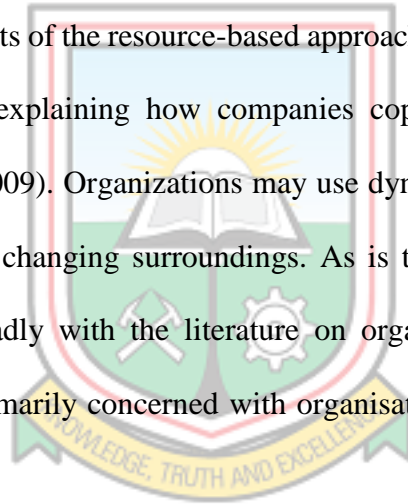 ts of the resource-based approac
explaining how companies cop
009). Organizations may use dyn
changing surroundings. As is t
adly with the literature on orga
marily concerned with organisat
KNOWLEDGE, TRUTH AND EXCELLENCE